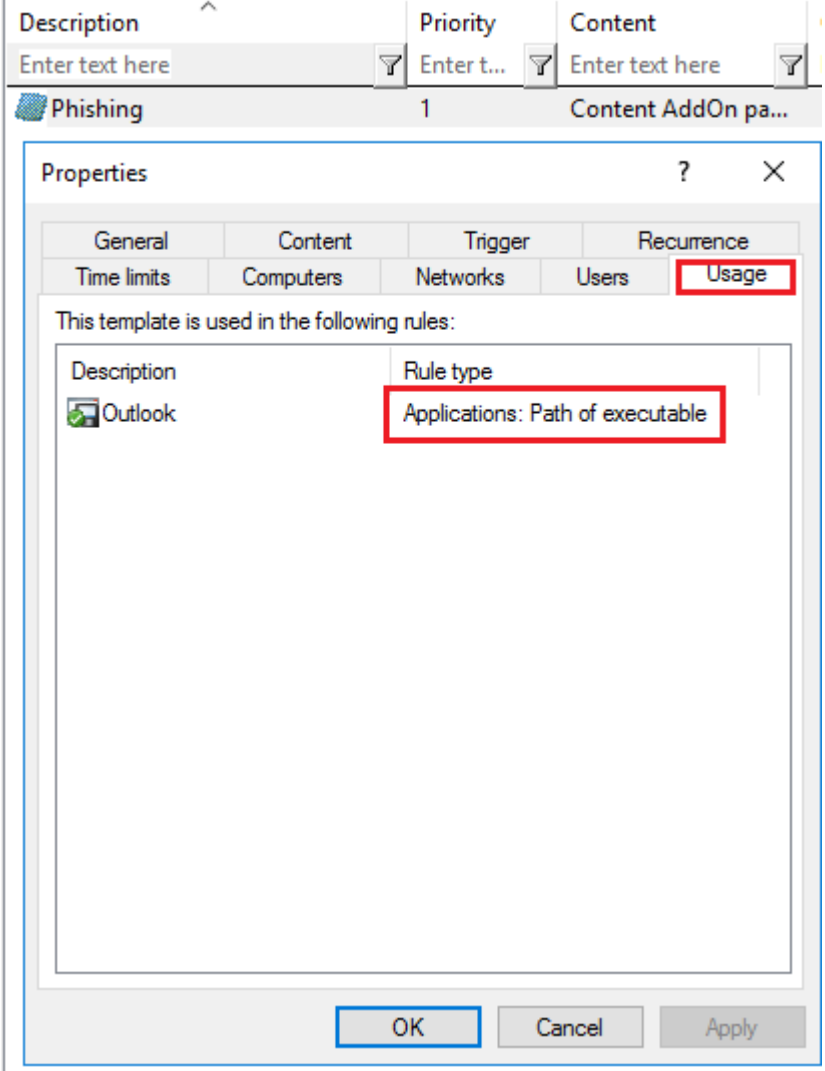 Description Priority Content
Enter text here Enter t... Enter text here
Phishing 1 Content AddOn pa...
Properties ? ×
General Content Trigger Recurrence
Time limits Computers Networks Users Usage
This template is used in the following rules:
Description Rule type
Outlook Applications: Path of executable
OK Cancel Apply